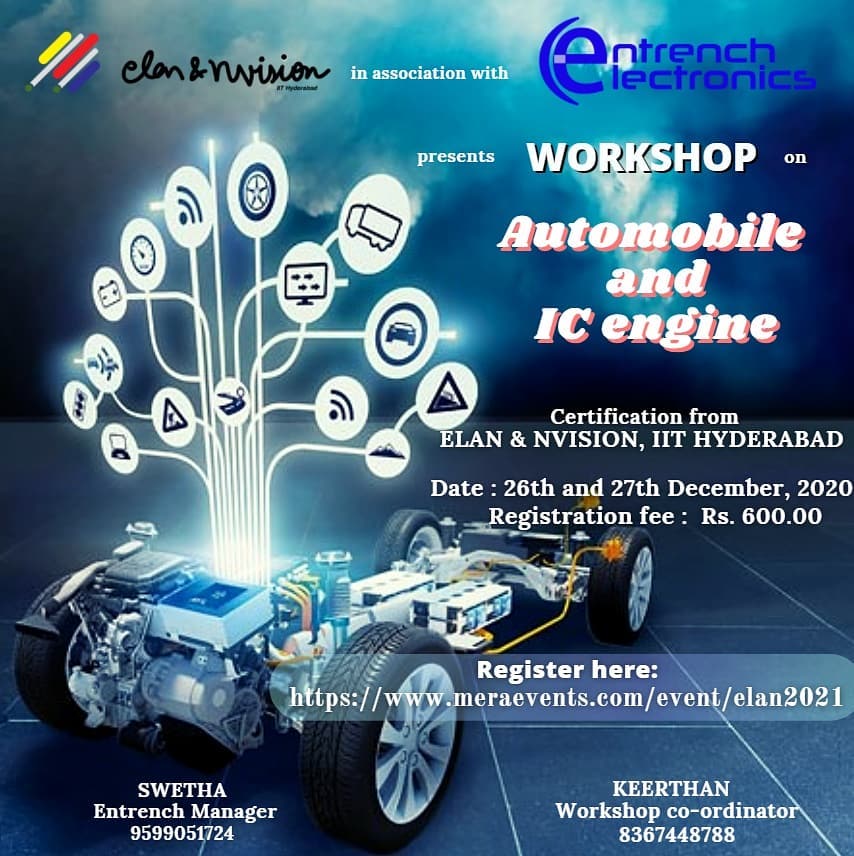 elan & nvision
IIT Hyderabad
in association with
entrench
electronics
presents WORKSHOP on
Automobile
and
IC engine
Certification from
ELAN & NVISION, IIT HYDERABAD
Date : 26th and 27th December, 2020
Registration fee : Rs. 600.00
Register here:
https://www.meraevents.com/event/elan2021
SWETHA
Entrench Manager
9599051724
KEERTHAN
Workshop co-ordinator
8367448788